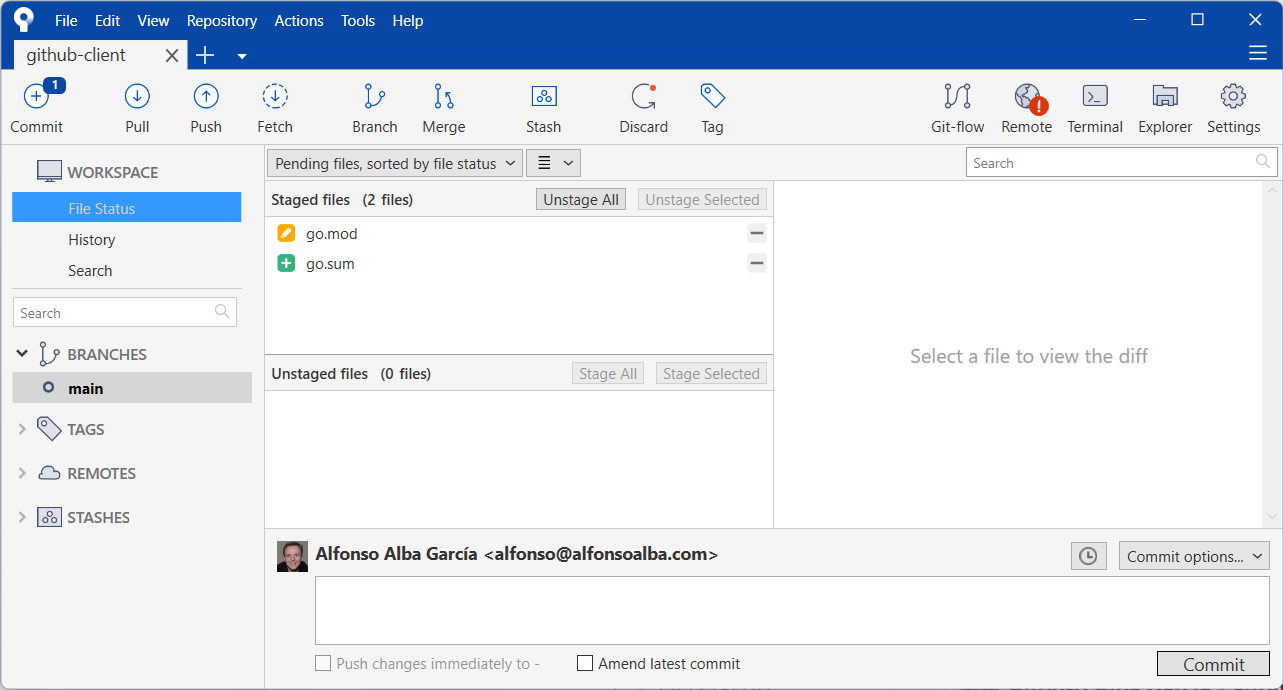 File Edit View Repository Actions Tools Help
github-client
1
Commit Pull Push Fetch Branch Merge Stash Discard Tag Git-flow Remote Terminal Explorer Settings
WORKSPACE
File Status
History
Search
Search
BRANCHES
main
TAGS
REMOTES
STASHES
Pending files, sorted by file status
Search
Staged files (2 files) Unstage All Unstage Selected
go.mod
go.sum
Unstaged files (0 files) Stage All Stage Selected
Select a file to view the diff
Alfonso Alba García <alfonso@alfonsoalba.com> Commit options...
Push changes immediately to - Amend latest commit
Commit